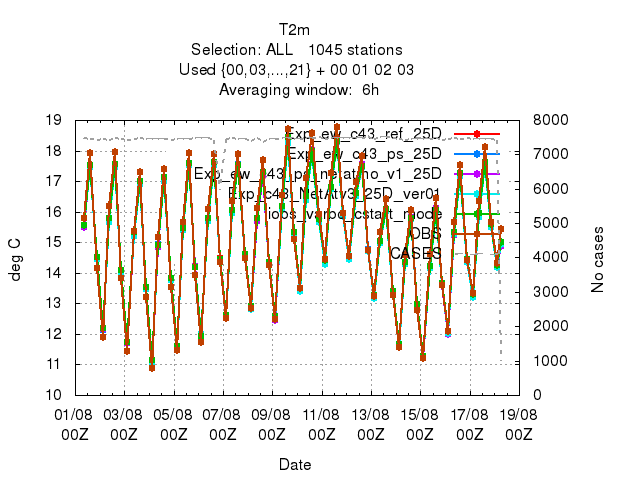 T2m
Selection: ALL 1045 stations
Used {00,03,...,21} + 00 01 02 03
Averaging window: 6h
19
18
17
16
15
14
13
12
11
10
deg C
8000
7000
6000
5000
4000
3000
2000
1000
0
No cases
Exp_ew_c43_ref_25D
Exp_ew_c43_ps_25D
Exp_c43_NetAtv3_25D_ver01
OBS
CASES
01/08 03/08 05/08 07/08 09/08 11/08 13/08 15/08 17/08 19/08
00Z 00Z 00Z 00Z 00Z 00Z 00Z 00Z 00Z 00Z
Date